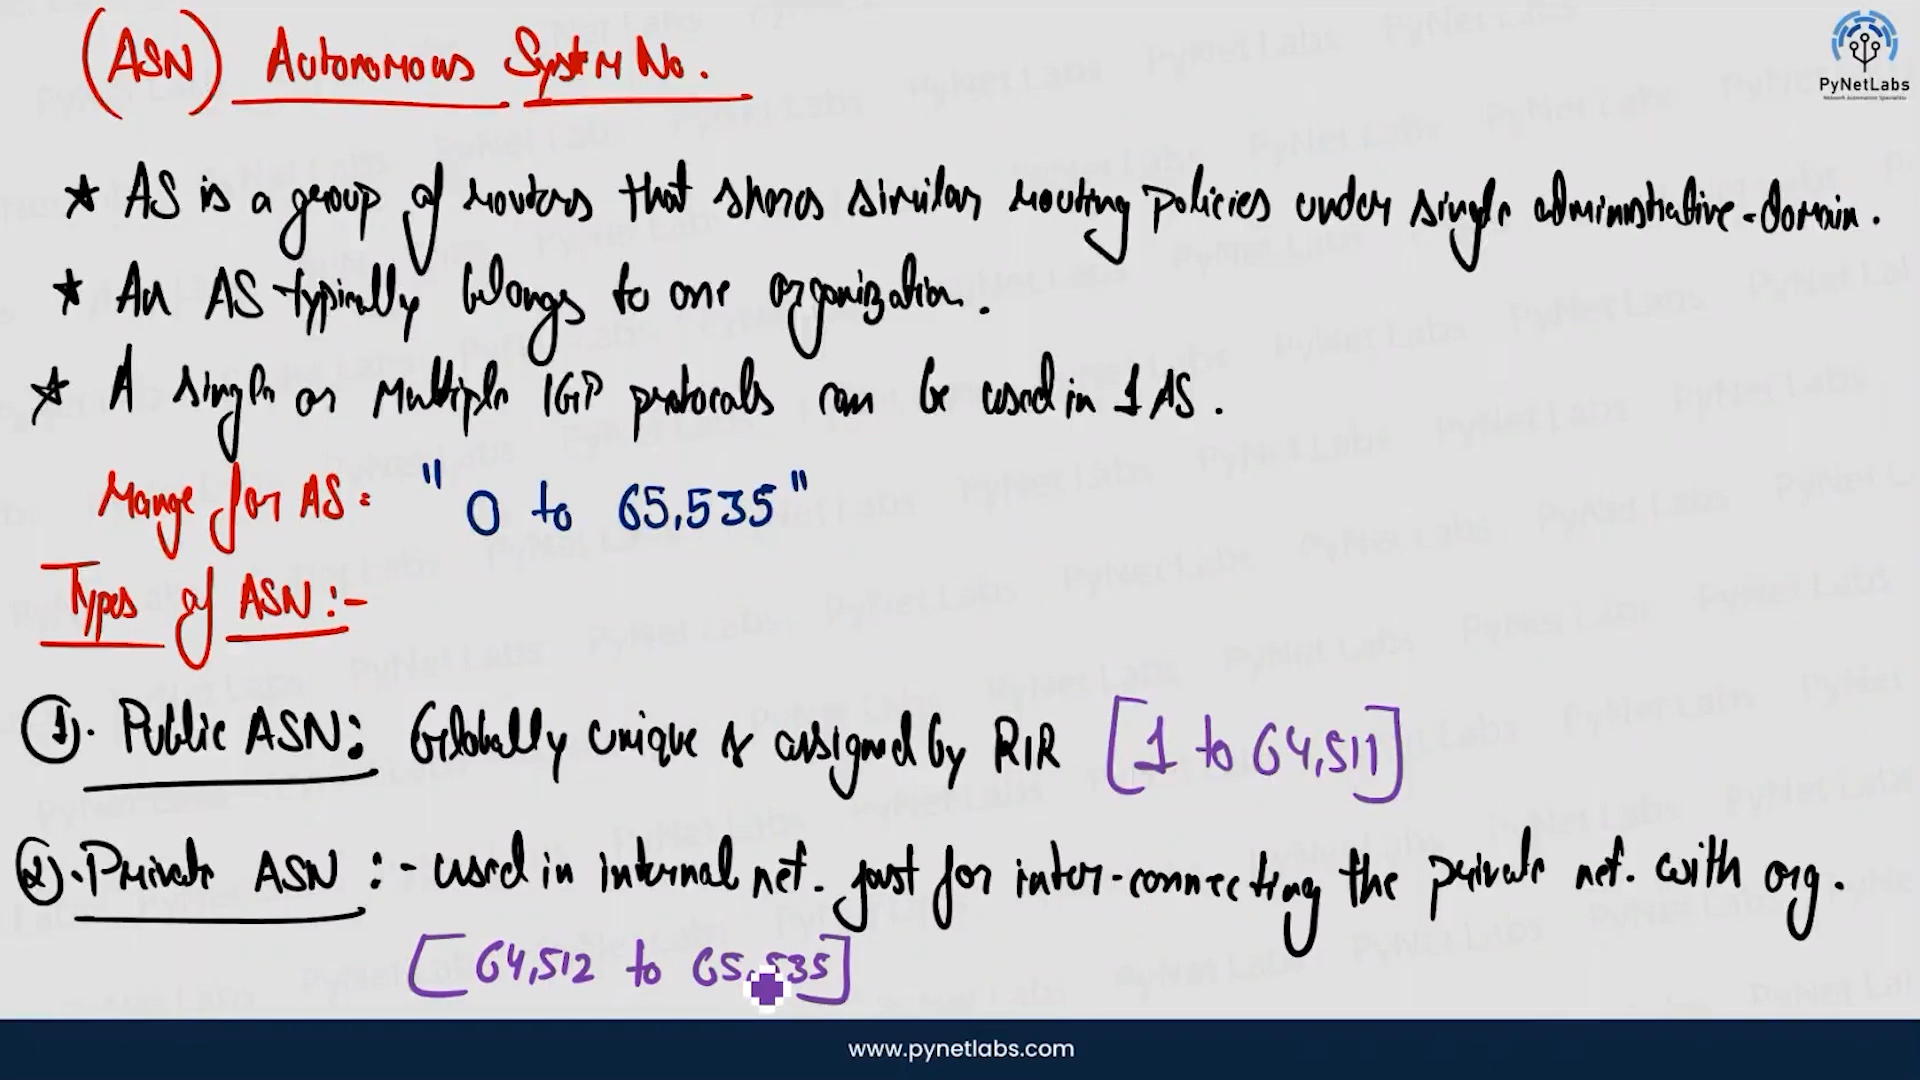 (ASN) Autonomous System No.
PyNetLabs
Network Automation Specialists
★ AS is a group of routers that shares similar routing policies under single administrative-domain.
★ An AS typically belongs to one organization.
★ A single or Multiple IGP protocols can be used in 1 AS.
Range for AS: "0 to 65,535"
Types of ASN:-
①. Public ASN: Globally unique & assigned by RIR [1 to 64,511]
②. Private ASN :- used in internal net. just for inter-connecting the private net. with org.
[64,512 to 65,535]
www.pynetlabs.com